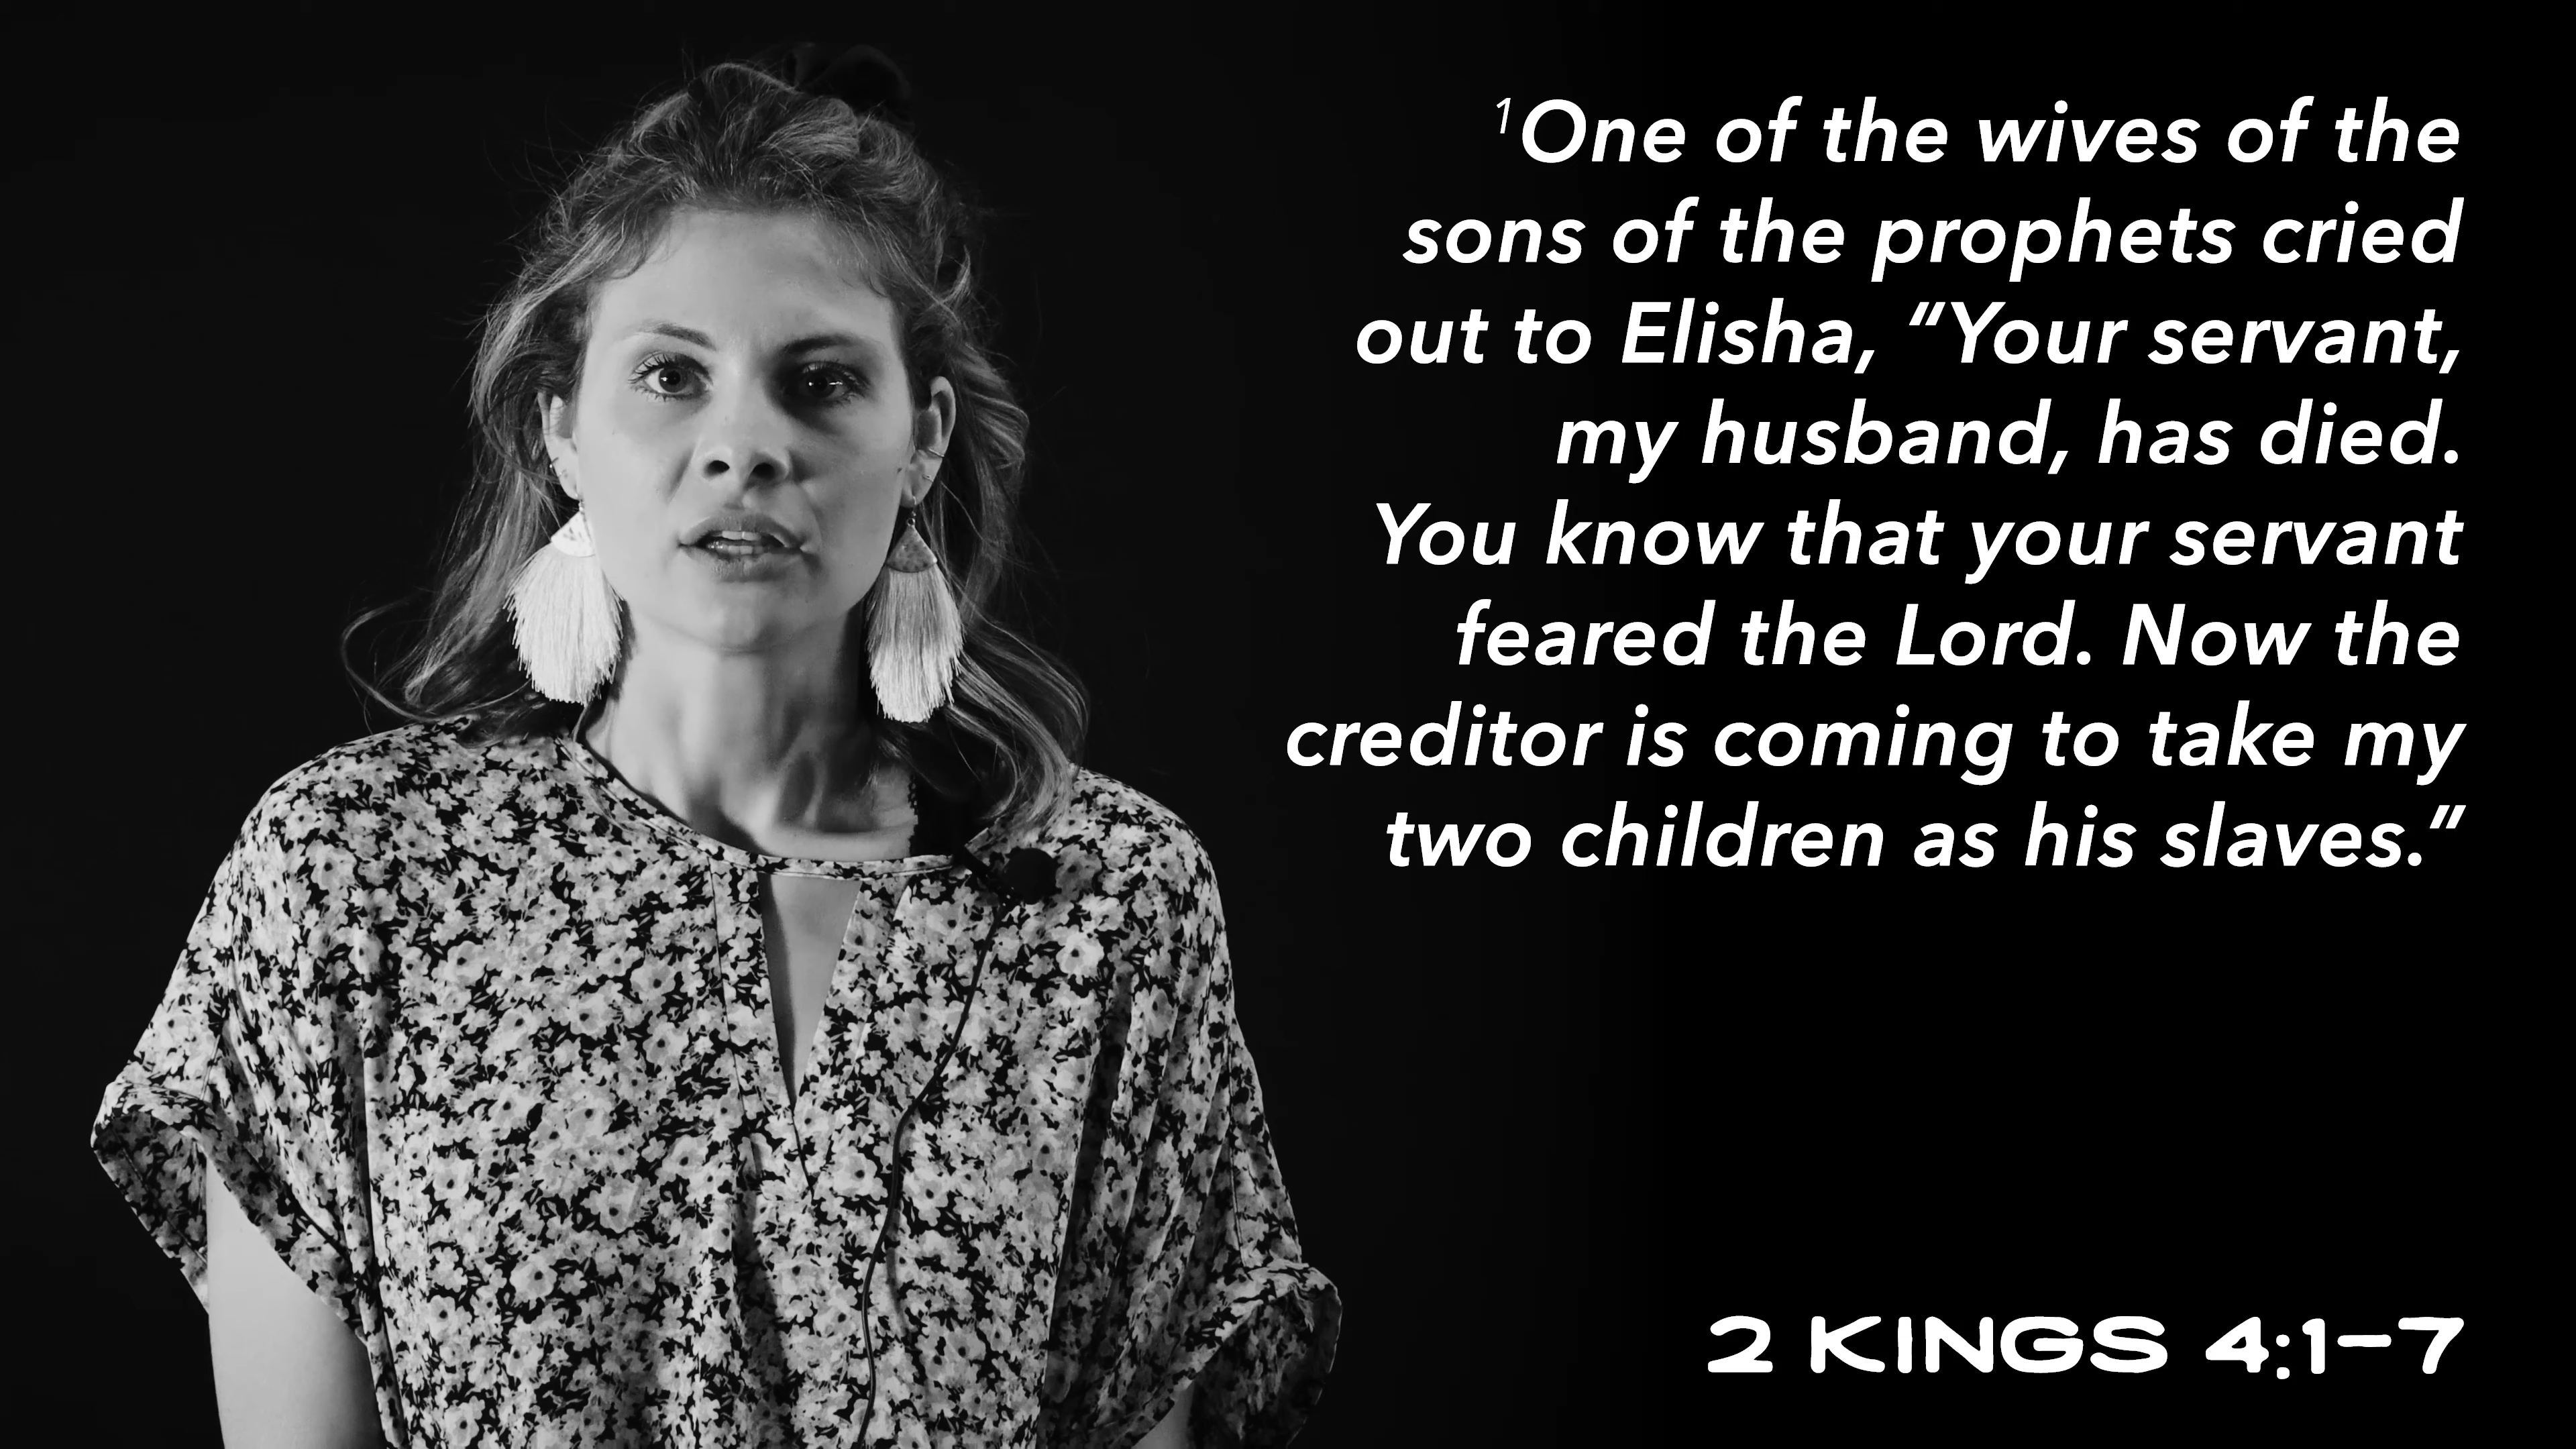 ¹One of the wives of the
sons of the prophets cried
out to Elisha, “Your servant,
my husband, has died.
You know that your servant
feared the Lord. Now the
creditor is coming to take my
two children as his slaves.”
2 KINGS 4:1–7